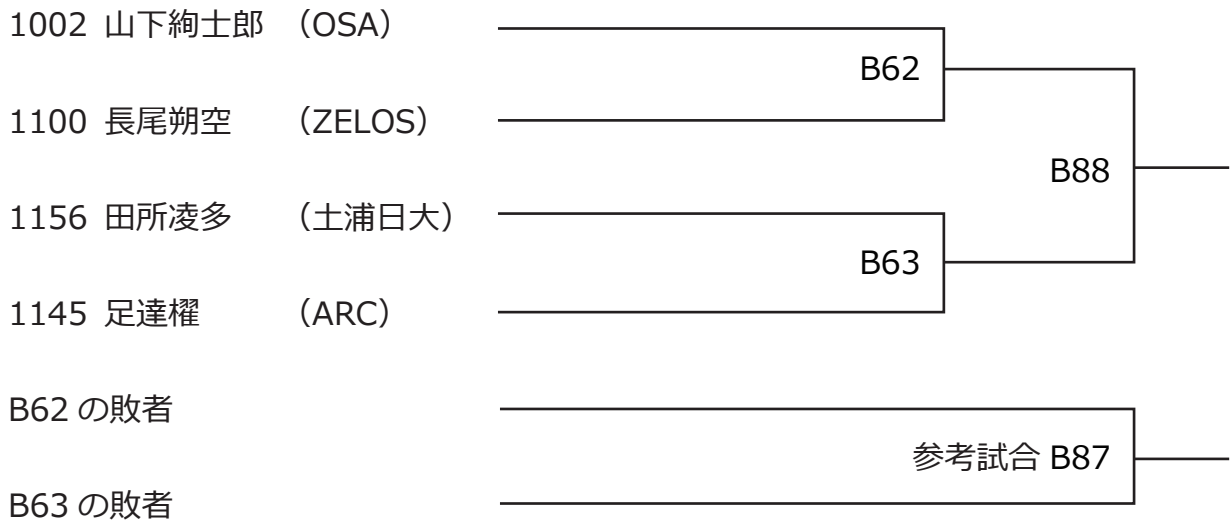 1002 山下絢士郎 （OSA）
B62
1100 長尾朔空 （ZELOS）
B88
1156 田所凌多 （土浦日大）
B63
1145 足達櫂 （ARC）
B62 の敗者
参考試合 B87
B63 の敗者